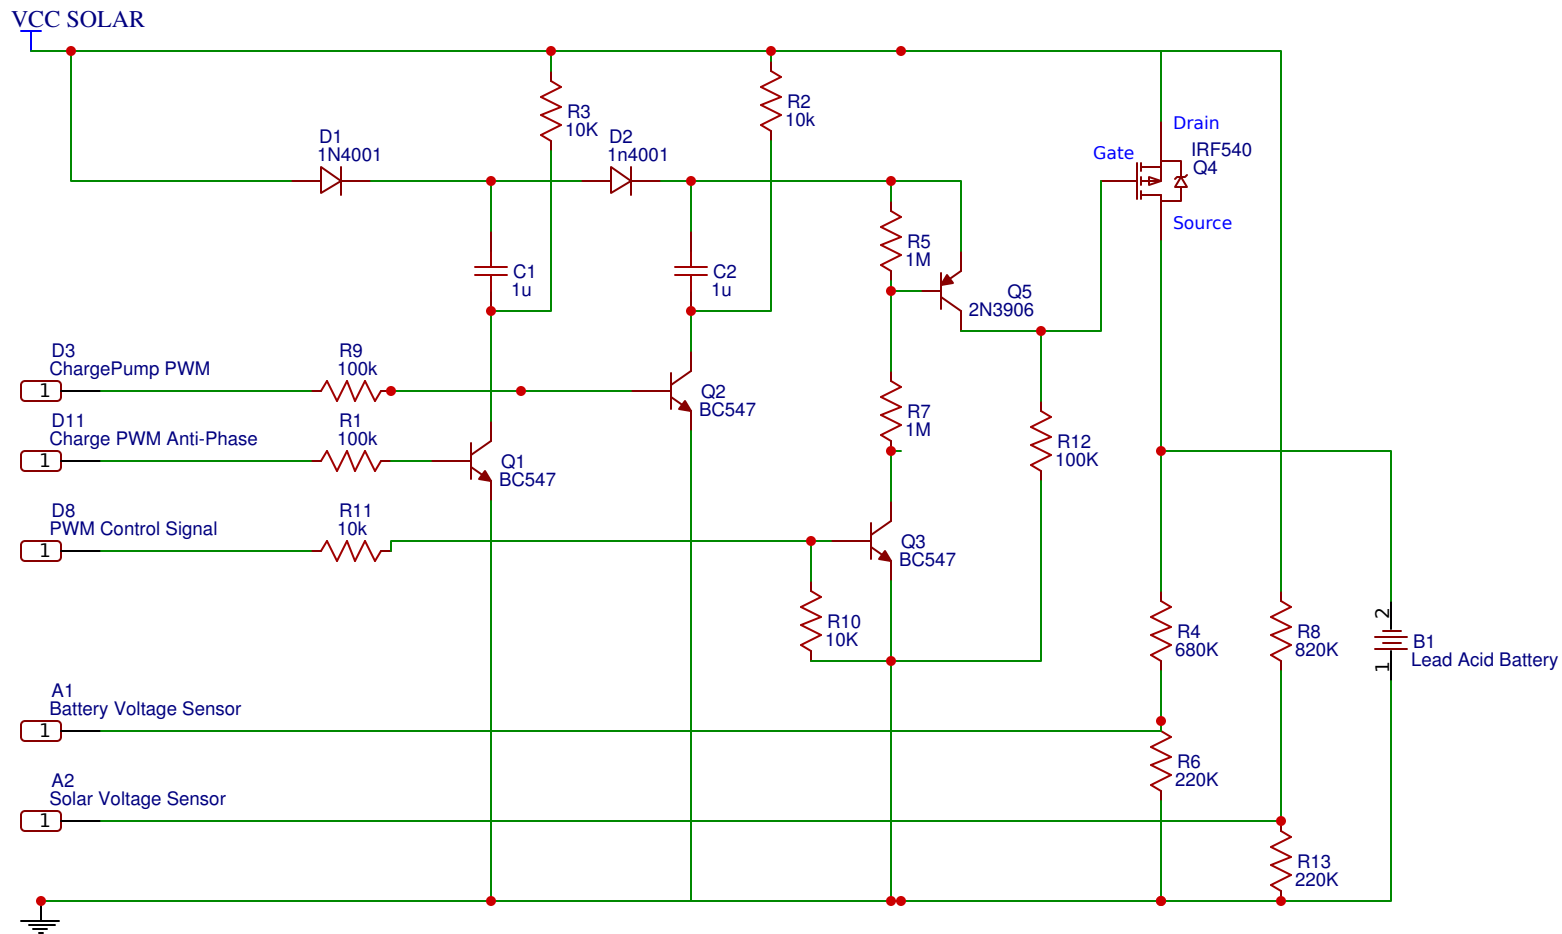 VCC SOLAR
R3
10K
R2
10k
D1
1N4001
D2
1n4001
Drain
Gate
IRF540
Q4
Source
R5
1M
C1
1u
C2
1u
Q5
2N3906
D3
ChargePump PWM
1
R9
100k
Q2
BC547
R7
1M
D11
Charge PWM Anti-Phase
1
R1
100k
Q1
BC547
R12
100K
D8
PWM Control Signal
1
R11
10k
Q3
BC547
R10
10K
R4
680K
R8
820K
2
1
B1
Lead Acid Battery
A1
Battery Voltage Sensor
1
R6
220K
A2
Solar Voltage Sensor
1
R13
220K